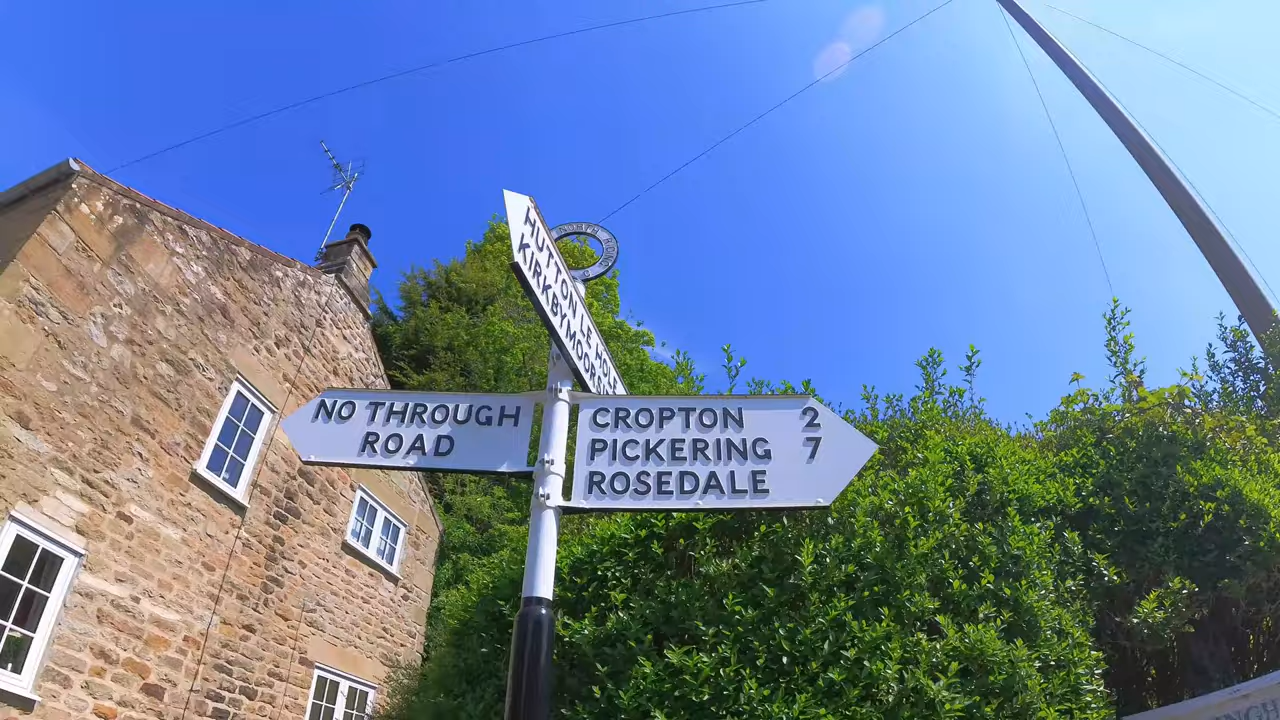 NORTH RIDING
HUTTON LE HOLE
KIRKBYMOORSIDE
NO THROUGH
ROAD
CROPTON 2
PICKERING 7
ROSEDALE